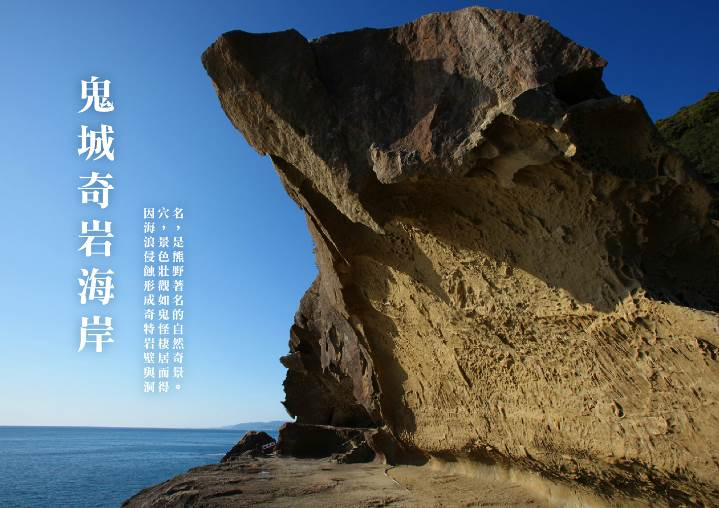 鬼城奇岩海岸
因海浪侵蝕形成奇特岩壁與洞
穴，景色壯觀如鬼怪棲居而得
名，是熊野著名的自然奇景。